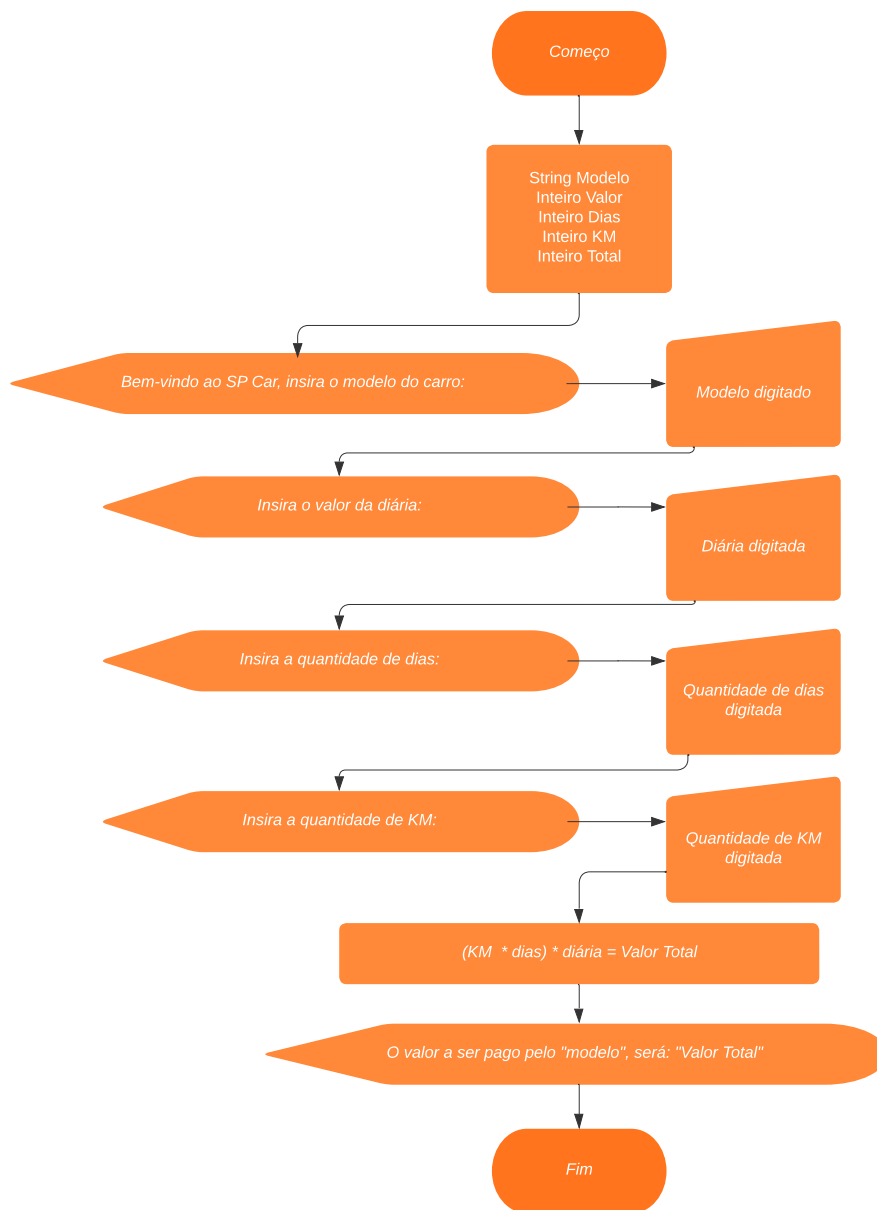 Começo
String Modelo
Inteiro Valor
Inteiro Dias
Inteiro KM
Inteiro Total
Bem-vindo ao SP Car, insira o modelo do carro:
Modelo digitado
Insira o valor da diária:
Diária digitada
Insira a quantidade de dias:
Quantidade de dias
digitada
Insira a quantidade de KM:
Quantidade de KM
digitada
(KM  * dias) * diária = Valor Total
O valor a ser pago pelo "modelo", será: "Valor Total"
Fim